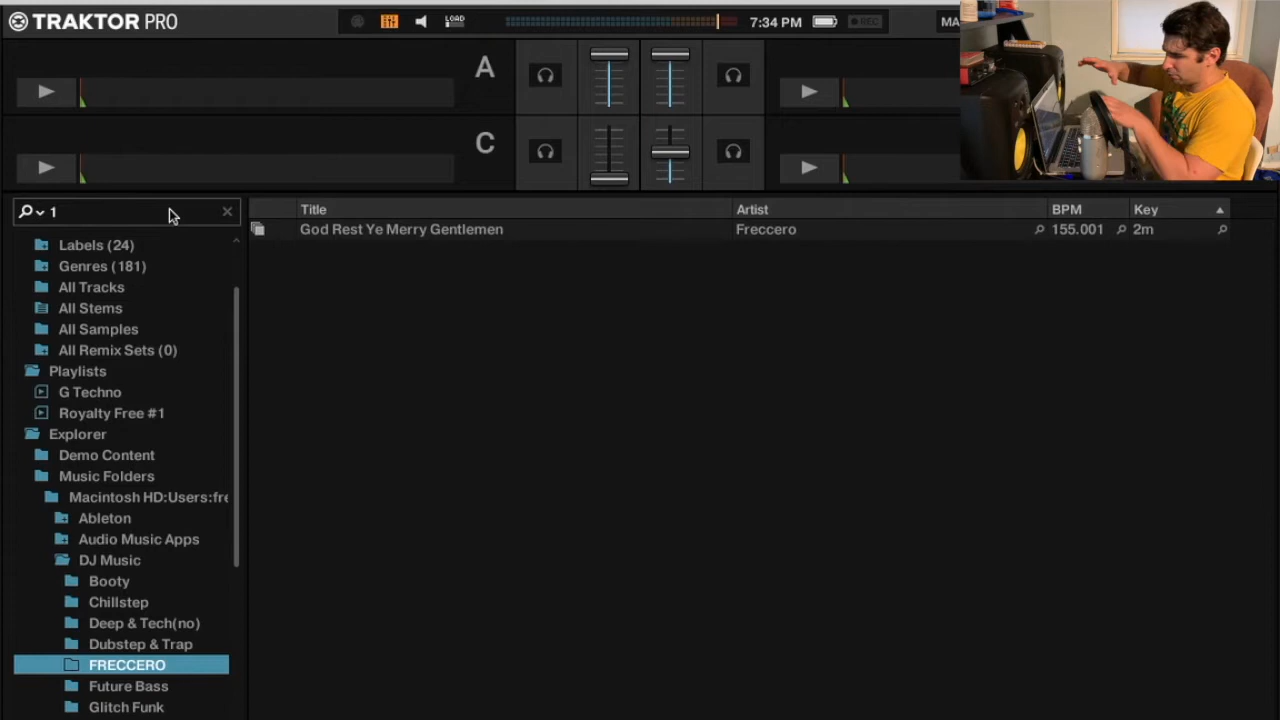 TRAKTOR PRO
LOAD
7:34 PM
REC
MA
A
C
1
Title
Artist
BPM
Key
God Rest Ye Merry Gentlemen
Freccero
155.001
2m
Labels (24)
Genres (181)
All Tracks
All Stems
All Samples
All Remix Sets (0)
Playlists
G Techno
Royalty Free #1
Explorer
Demo Content
Music Folders
Macintosh HD:Users:fre
Ableton
Audio Music Apps
DJ Music
Booty
Chillstep
Deep & Tech(no)
Dubstep & Trap
FRECCERO
Future Bass
Glitch Funk